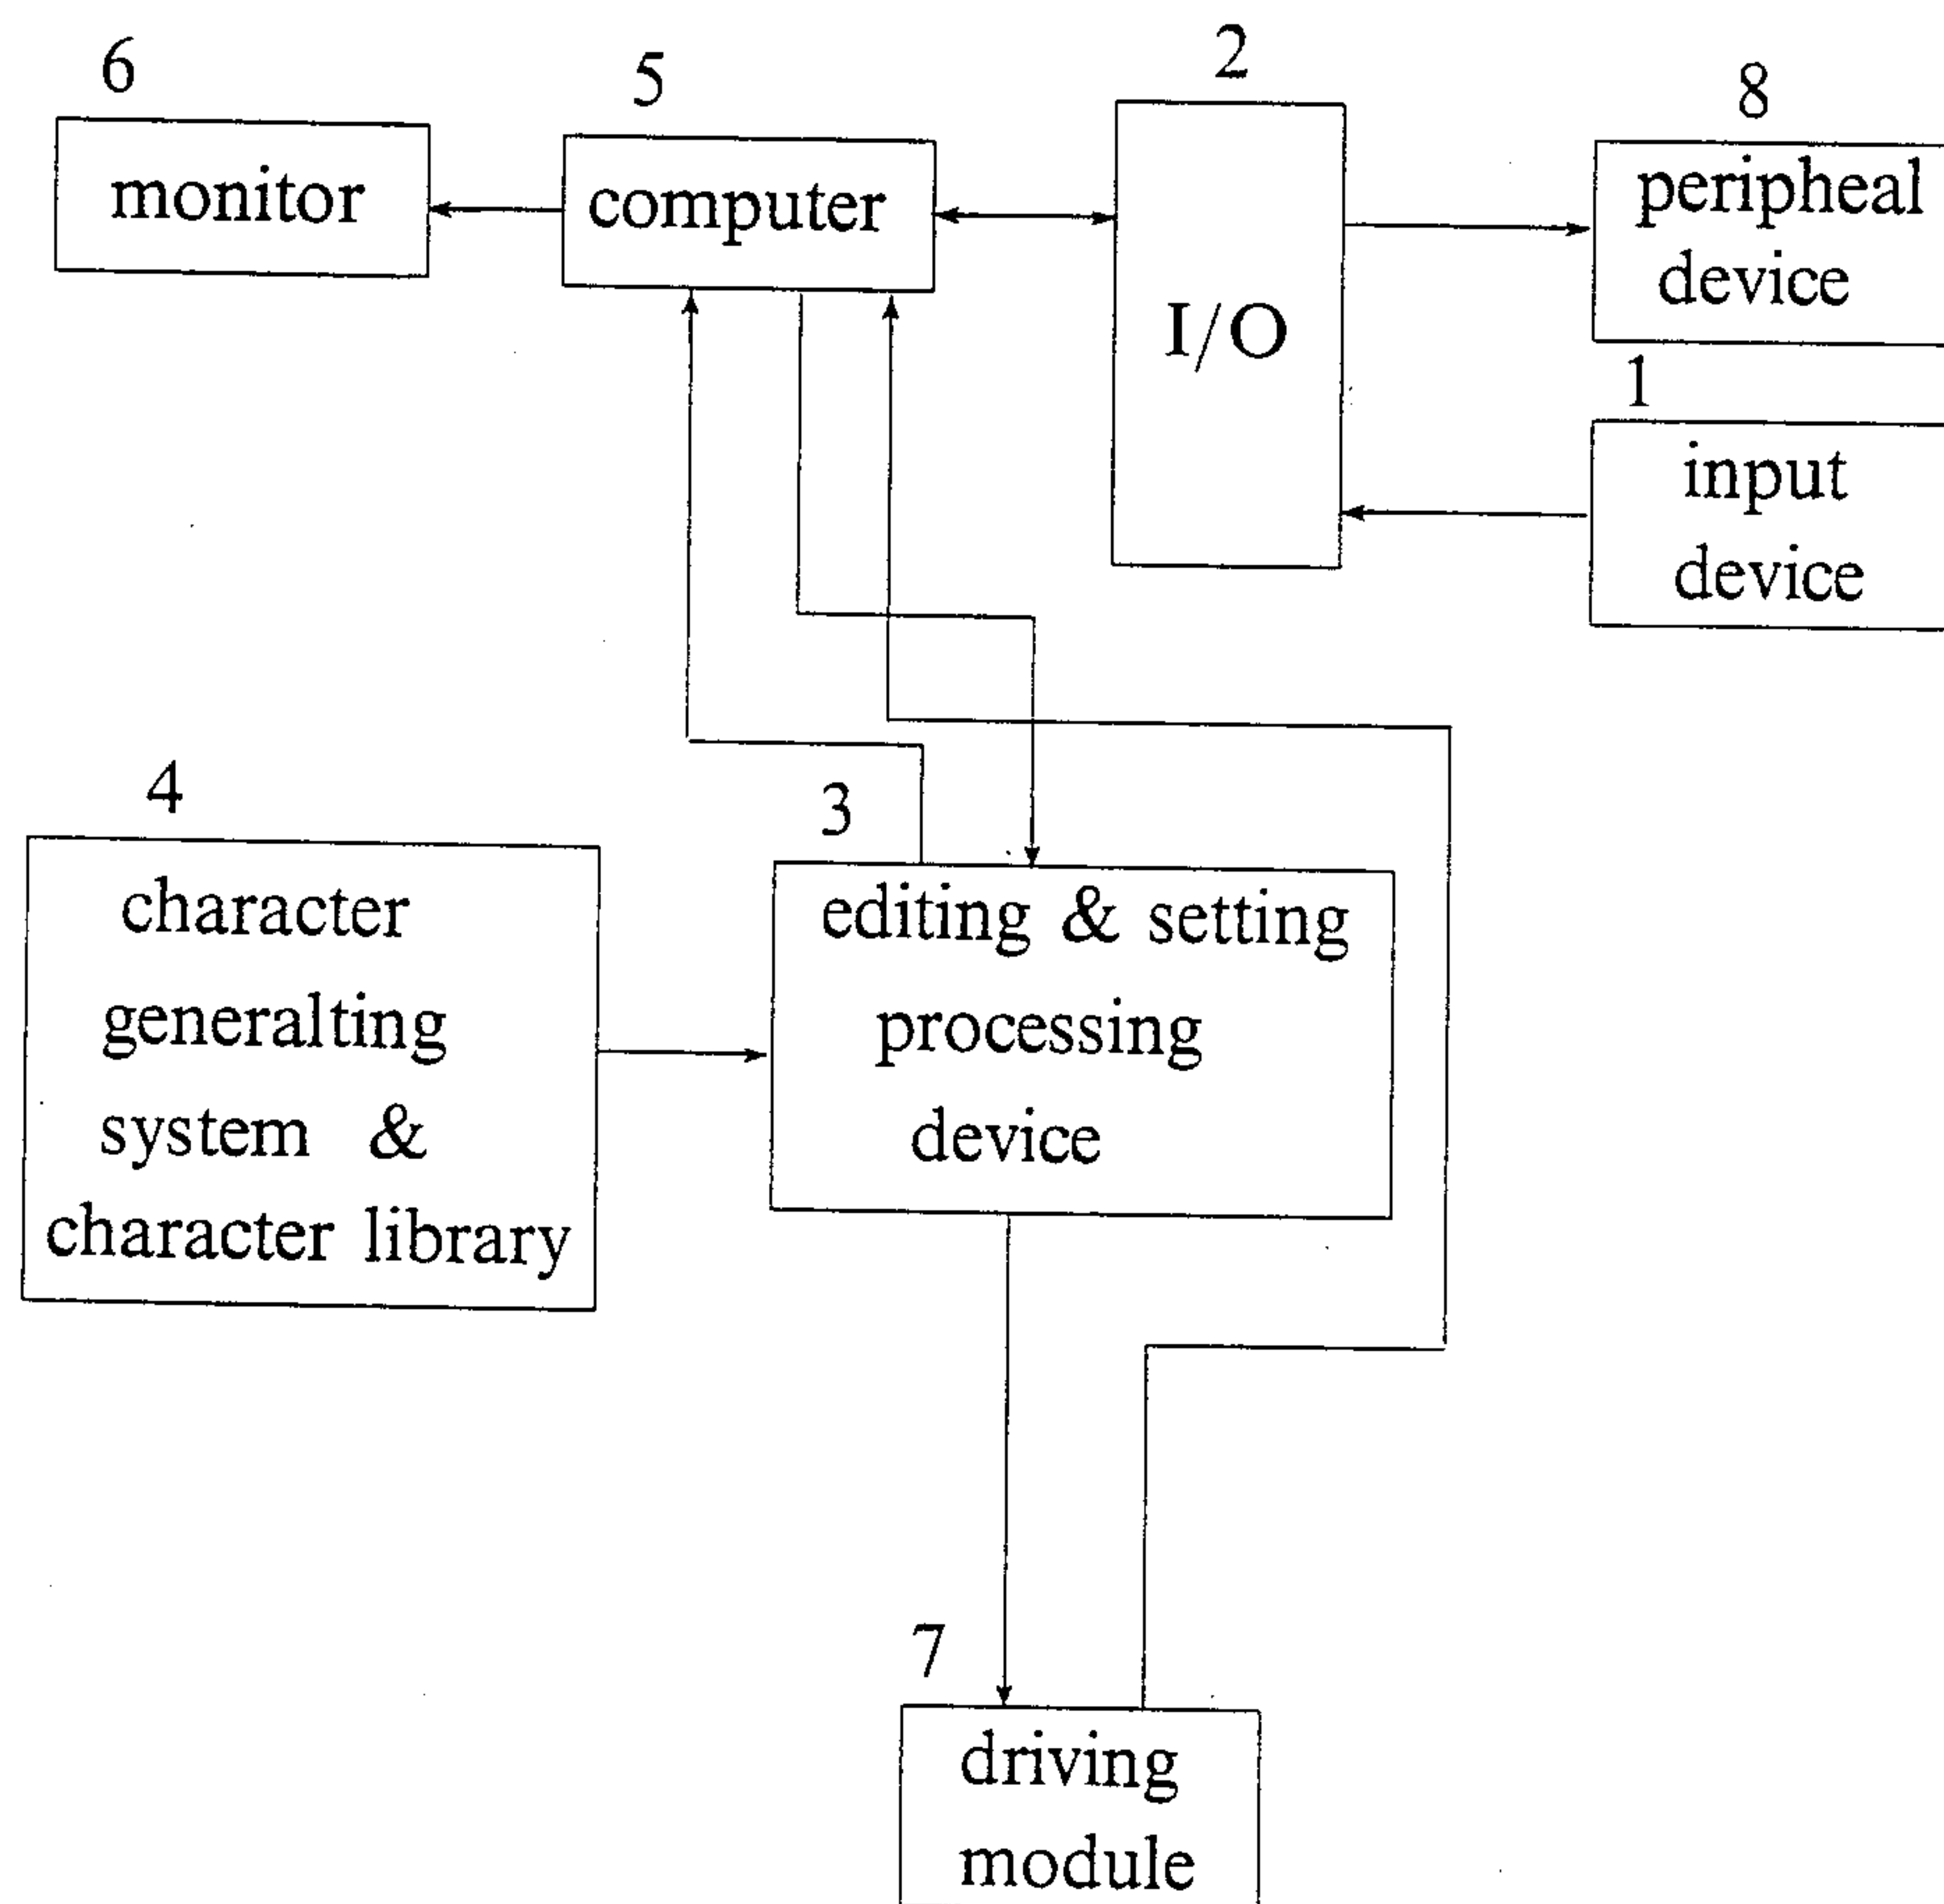 6
monitor
5
computer
2
I/O
8
peripheal
device
1
input
device
4
character
generalting
system &
character library
3
editing & setting
processing
device
7
driving
module